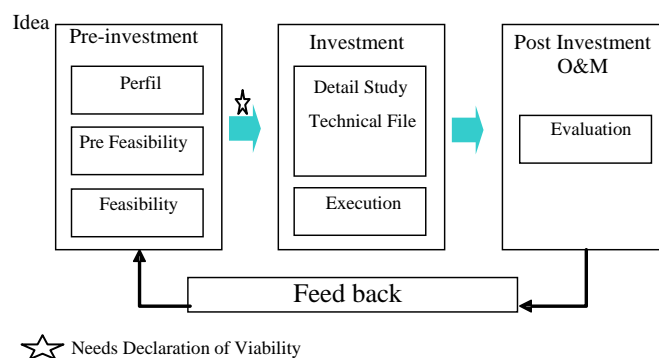 Idea
Pre-investment
Perfil
Pre Feasibility
Feasibility
Investment
Detail Study
Technical File
Execution
Post Investment
O&M
Evaluation
Feed back
Needs Declaration of Viability